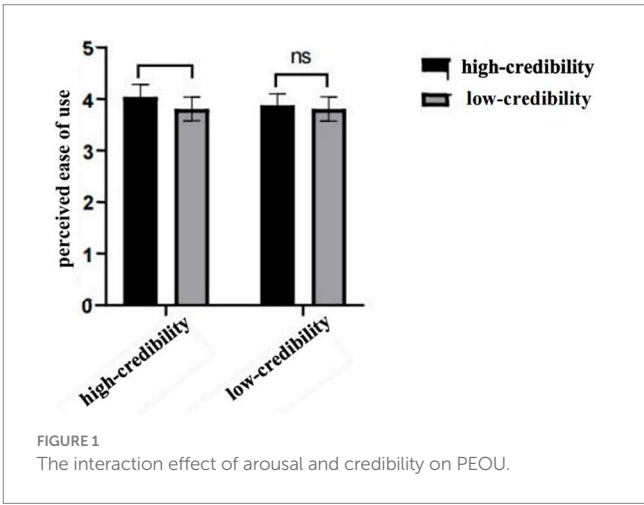 5
4
3
2
1
0
perceived ease of use
ns
high-credibility
low-credibility
high-credibility
low-credibility
FIGURE 1
The interaction effect of arousal and credibility on PEOU.